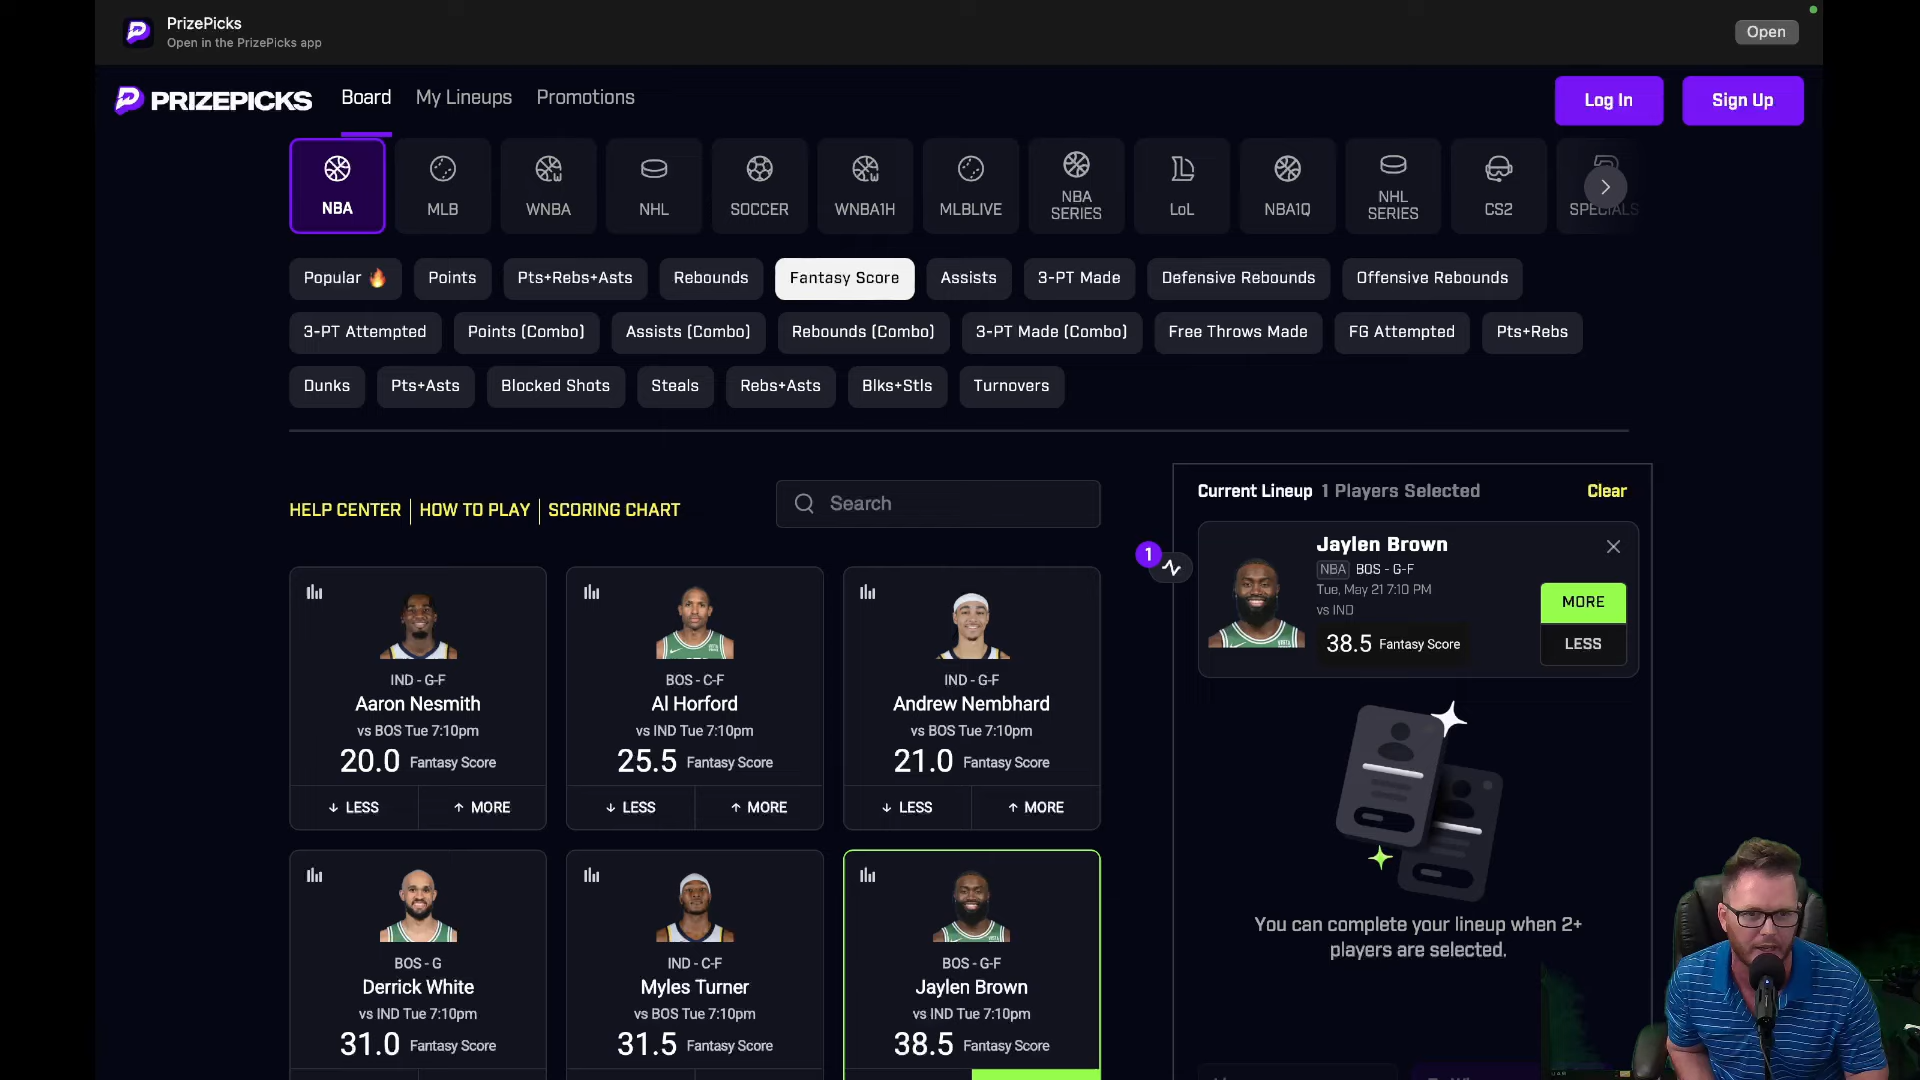 PrizePicks
Open in the PrizePicks app
Open
PRIZEPICKS
Board
My Lineups
Promotions
Log In
Sign Up
NBA
MLB
WNBA
NHL
SOCCER
WNBA1H
MLBLIVE
NBA
SERIES
LoL
NBA1Q
NHL
SERIES
CS2
SPECIALS
Popular
Points
Pts+Rebs+Asts
Rebounds
Fantasy Score
Assists
3-PT Made
Defensive Rebounds
Offensive Rebounds
3-PT Attempted
Points (Combo)
Assists (Combo)
Rebounds (Combo)
3-PT Made (Combo)
Free Throws Made
FG Attempted
Pts+Rebs
Dunks
Pts+Asts
Blocked Shots
Steals
Rebs+Asts
Blks+Stls
Turnovers
HELP CENTER
HOW TO PLAY
SCORING CHART
Search
IND - G-F
Aaron Nesmith
vs BOS Tue 7:10pm
20.0 Fantasy Score
LESS
MORE
BOS - C-F
Al Horford
vs IND Tue 7:10pm
25.5 Fantasy Score
LESS
MORE
IND - G-F
Andrew Nembhard
vs BOS Tue 7:10pm
21.0 Fantasy Score
LESS
MORE
BOS - G
Derrick White
vs IND Tue 7:10pm
31.0 Fantasy Score
IND - C-F
Myles Turner
vs BOS Tue 7:10pm
31.5 Fantasy Score
BOS - G-F
Jaylen Brown
vs IND Tue 7:10pm
38.5 Fantasy Score
Current Lineup 1 Players Selected
Clear
1
Jaylen Brown
NBA BOS - G-F
Tue, May 21 7:10 PM
vs IND
38.5 Fantasy Score
MORE
LESS
You can complete your lineup when 2+
players are selected.